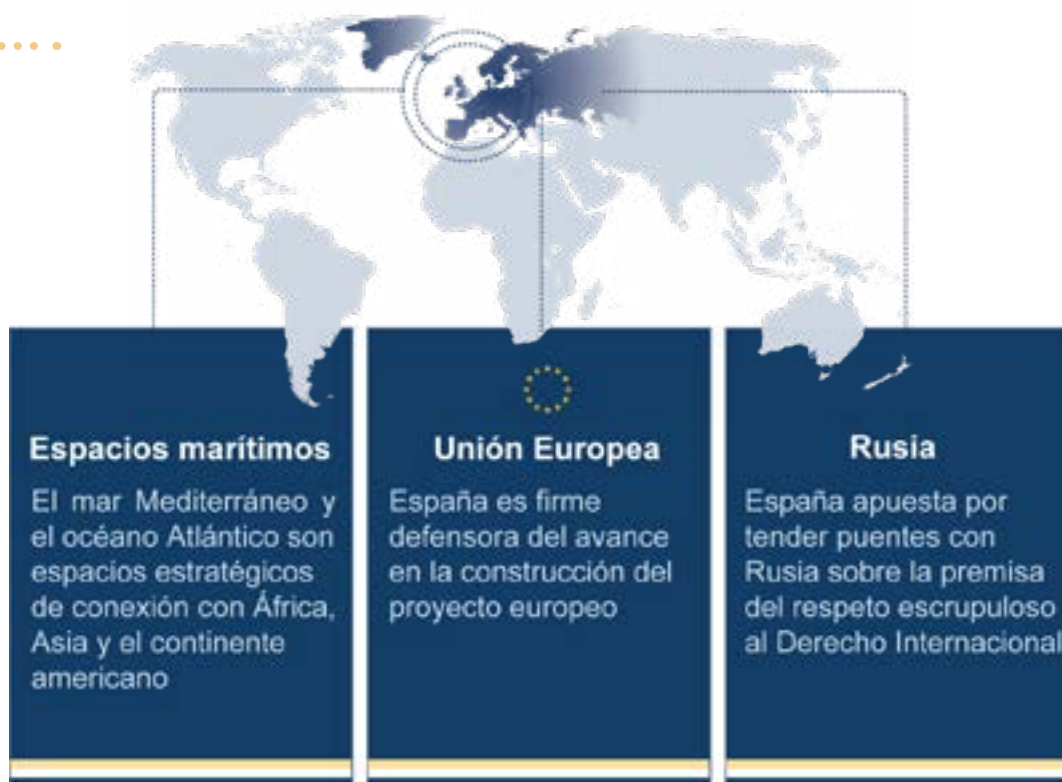 Espacios marítimos
El mar Mediterráneo y
el océano Atlántico son
espacios estratégicos
de conexión con África,
Asia y el continente
americano
Unión Europea
España es firme
defensora del avance
en la construcción del
proyecto europeo
Rusia
España apuesta por
tender puentes con
Rusia sobre la premisa
del respeto escrupuloso
al Derecho Internacional